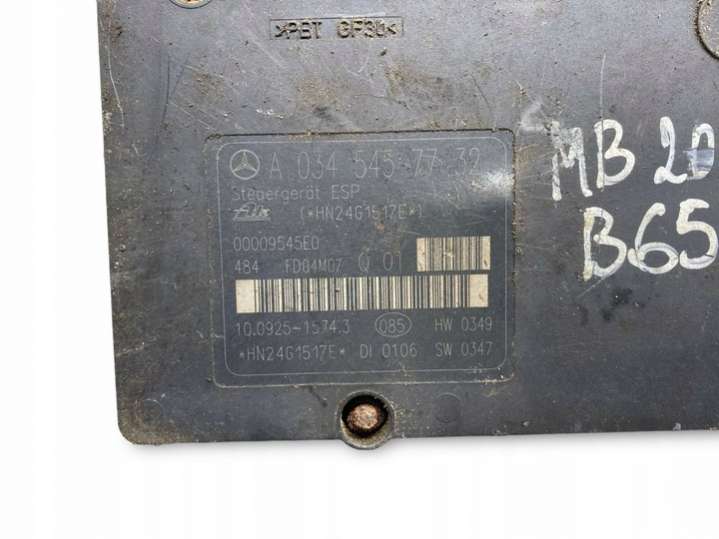 >PBT GF30<
A 034 545 77 32
Steuergerät ESP
Ate (*HN24G1517E*)
00009545E0
484 FD04M07 Q 01
10.0925-1574.3 085 HW 0349
*HN24G1517E* DI 0106 SW 0347
MB 20
B65